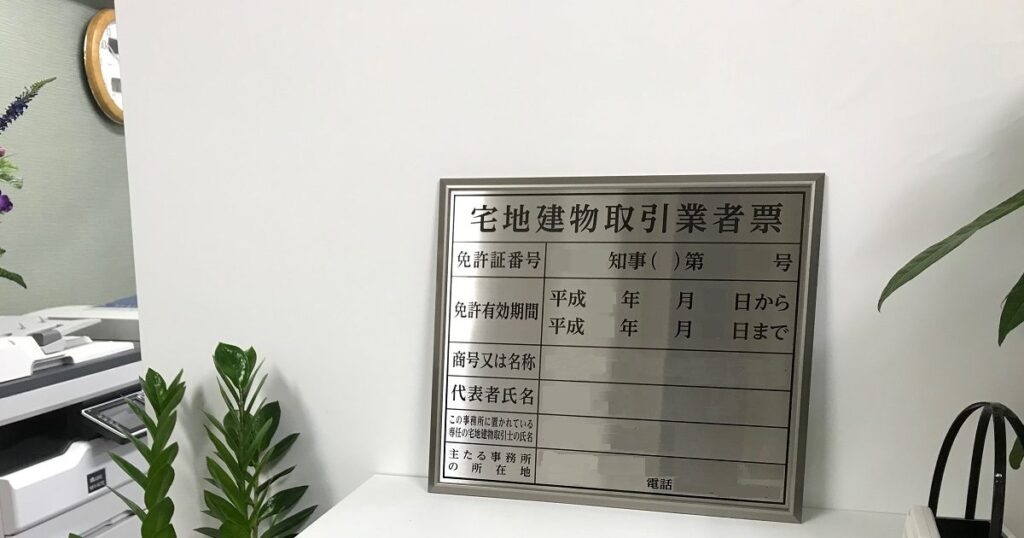 宅地建物取引業者票
免許証番号 知事( )第 号
免許有効期間 平成 年 月 日から
平成 年 月 日まで
商号又は名称
代表者氏名
この事務所に置かれている
専任の宅地建物取引士の氏名
主たる事務所
の所在地
電話